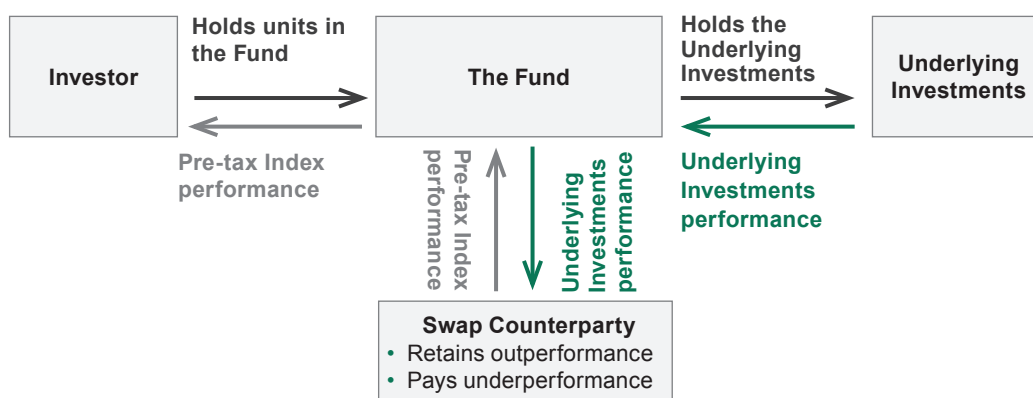 Investor
Holds units in
the Fund
Pre-tax Index
performance
The Fund
Holds the
Underlying
Investments
Underlying
Investments
performance
Underlying
Investments
Pre-tax Index
performance
Underlying
Investments
performance
Swap Counterparty
• Retains outperformance
• Pays underperformance